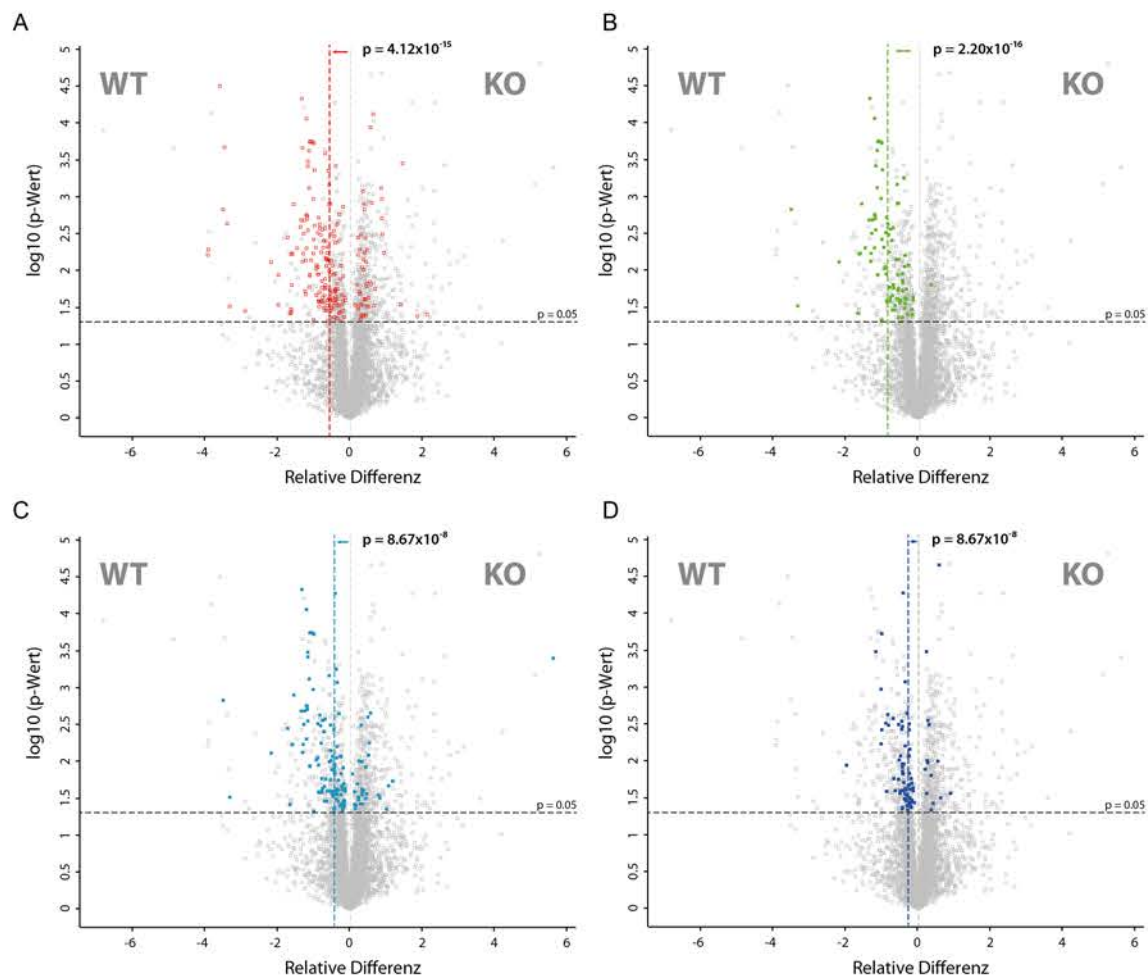 A
p = 4.12x10⁻¹⁵
WT
KO
log10 (p-Wert)
5
4.5
4
3.5
3
2.5
2
1.5
1
0.5
0
p = 0.05
-6
-4
-2
0
2
4
6
Relative Differenz
B
p = 2.20x10⁻¹⁶
WT
KO
log10 (p-Wert)
5
4.5
4
3.5
3
2.5
2
1.5
1
0.5
0
p = 0.05
-6
-4
-2
0
2
4
6
Relative Differenz
C
p = 8.67x10⁻⁸
WT
KO
log10 (p-Wert)
5
4.5
4
3.5
3
2.5
2
1.5
1
0.5
0
p = 0.05
-6
-4
-2
0
2
4
6
Relative Differenz
D
p = 8.67x10⁻⁸
WT
KO
log10 (p-Wert)
5
4.5
4
3.5
3
2.5
2
1.5
1
0.5
0
p = 0.05
-6
-4
-2
0
2
4
6
Relative Differenz